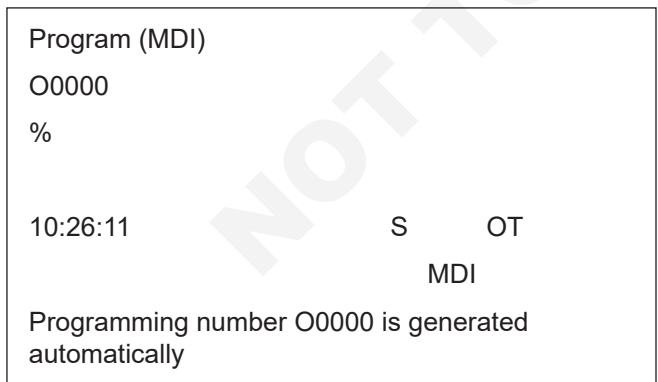 Program (MDI)
O0000
%
10:26:11 S OT
MDI
Programming number O0000 is generated
automatically